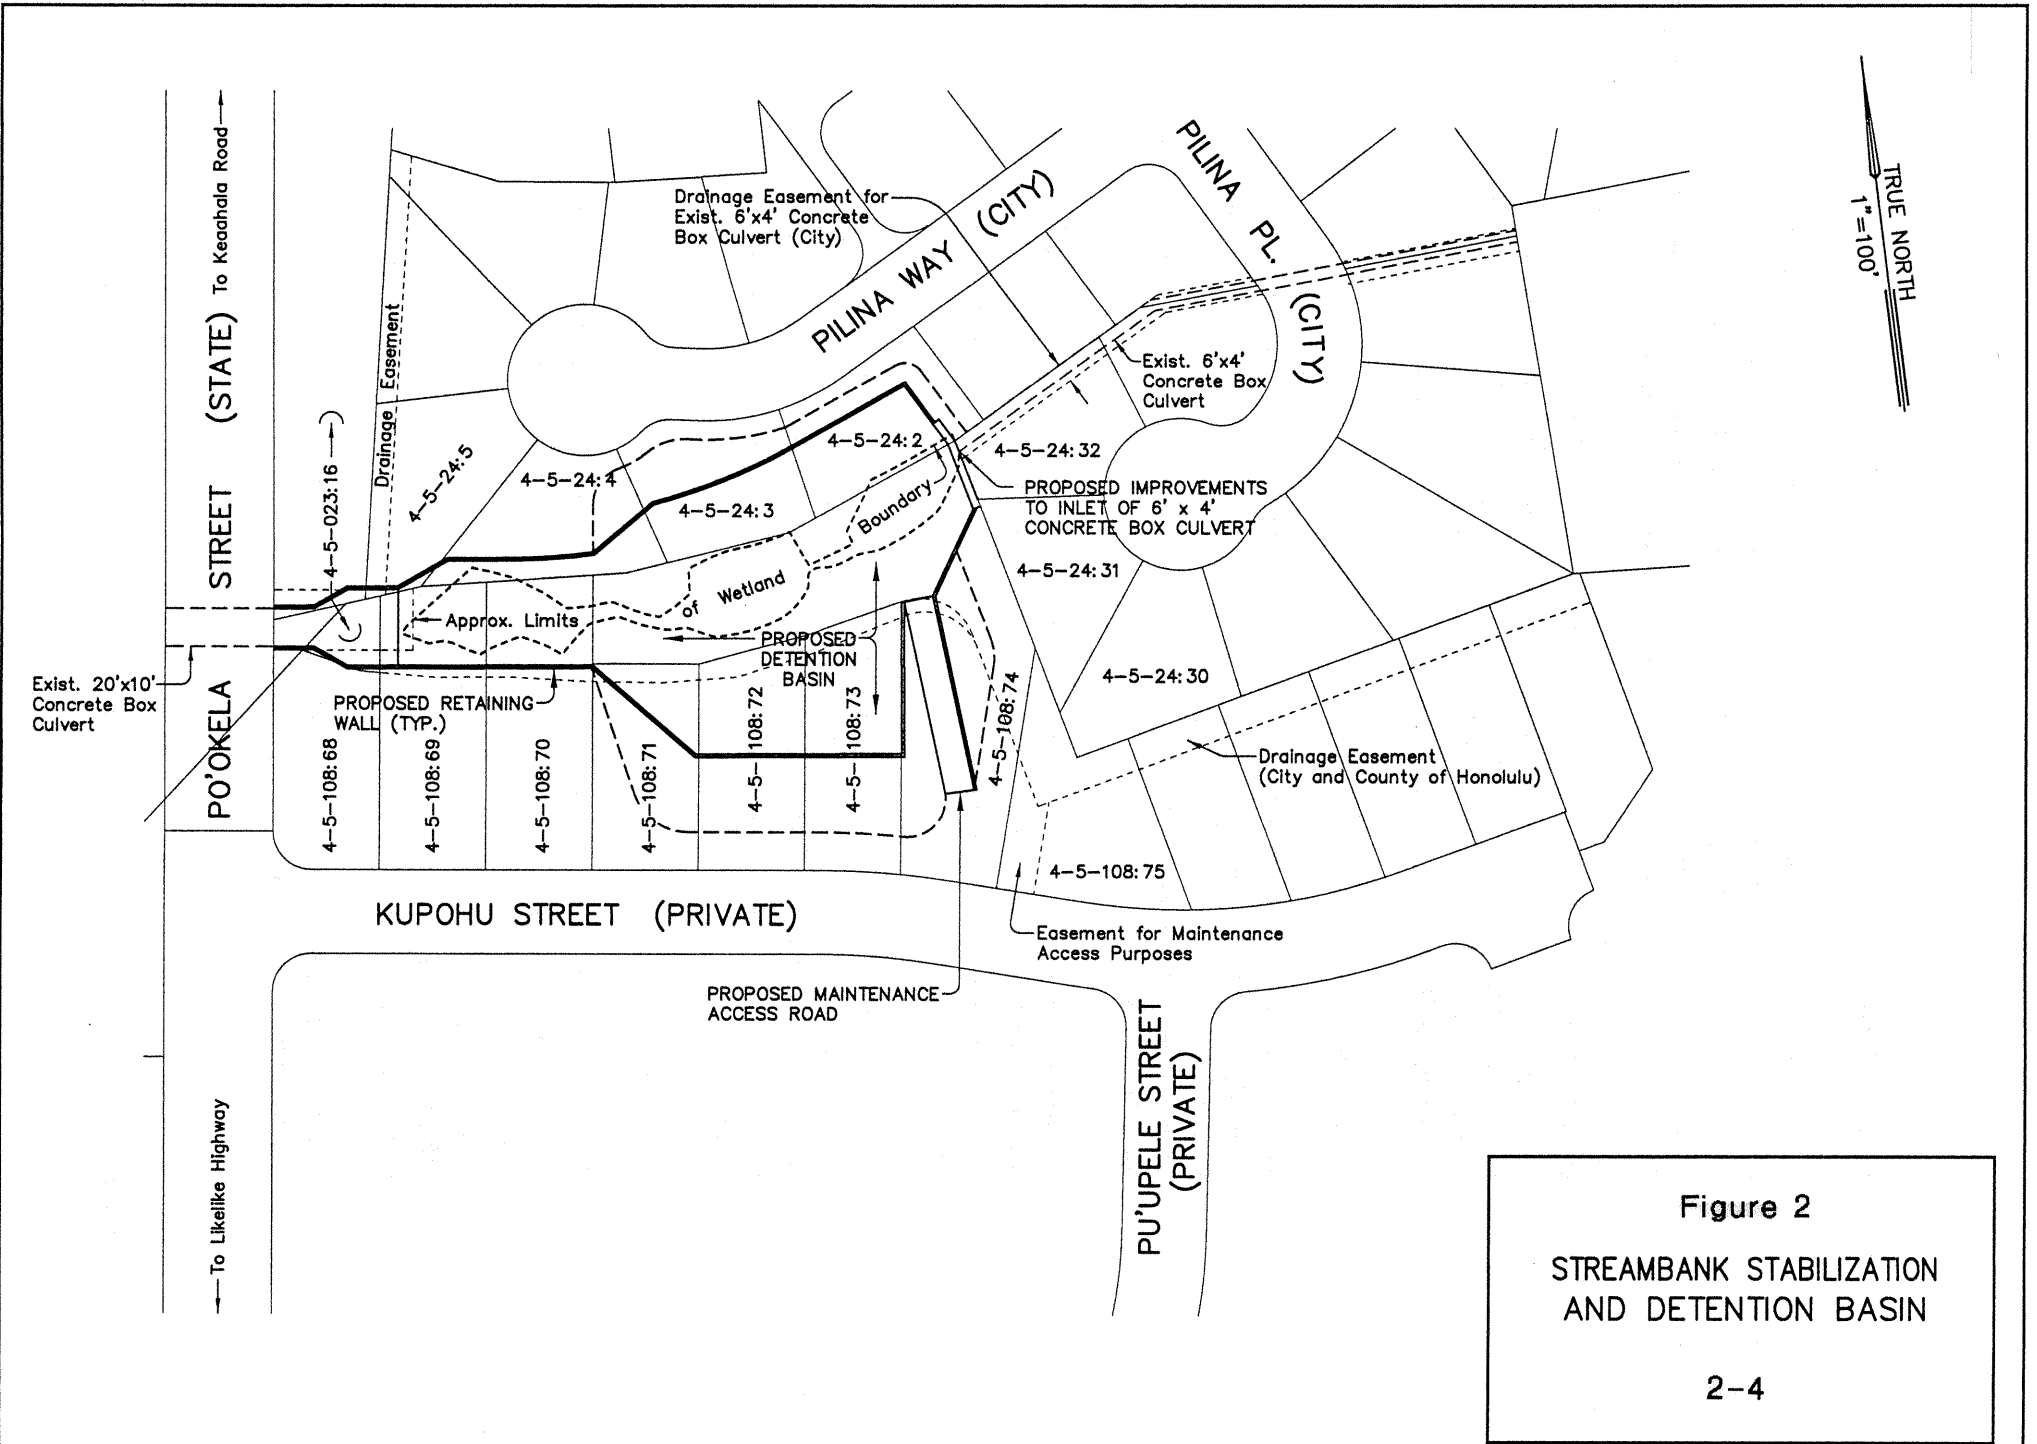 To Keaahala Road
(STATE)
STREET
PO'OKELA
To Likelike Highway
Drainage Easement
4-5-023:16
4-5-24:5
Drainage Easement for
Exist. 6'x4' Concrete
Box Culvert (City)
PILINA WAY (CITY)
PILINA PL. (CITY)
TRUE NORTH
1"=100'
Exist. 6'x4'
Concrete Box
Culvert
4-5-24:4
4-5-24:3
4-5-24:2
4-5-24:32
PROPOSED IMPROVEMENTS
TO INLET OF 6' x 4'
CONCRETE BOX CULVERT
4-5-24:31
4-5-24:30
Approx. Limits
of Wetland
Boundary
PROPOSED
DETENTION
BASIN
Exist. 20'x10'
Concrete Box
Culvert
PROPOSED RETAINING
WALL (TYP.)
4-5-108:68
4-5-108:69
4-5-108:70
4-5-108:71
4-5-108:72
4-5-108:73
4-5-108:74
4-5-108:75
Drainage Easement
(City and County of Honolulu)
KUPOHU STREET (PRIVATE)
Easement for Maintenance
Access Purposes
PROPOSED MAINTENANCE
ACCESS ROAD
PU'UPELE STREET
(PRIVATE)
Figure 2
STREAMBANK STABILIZATION
AND DETENTION BASIN
2-4